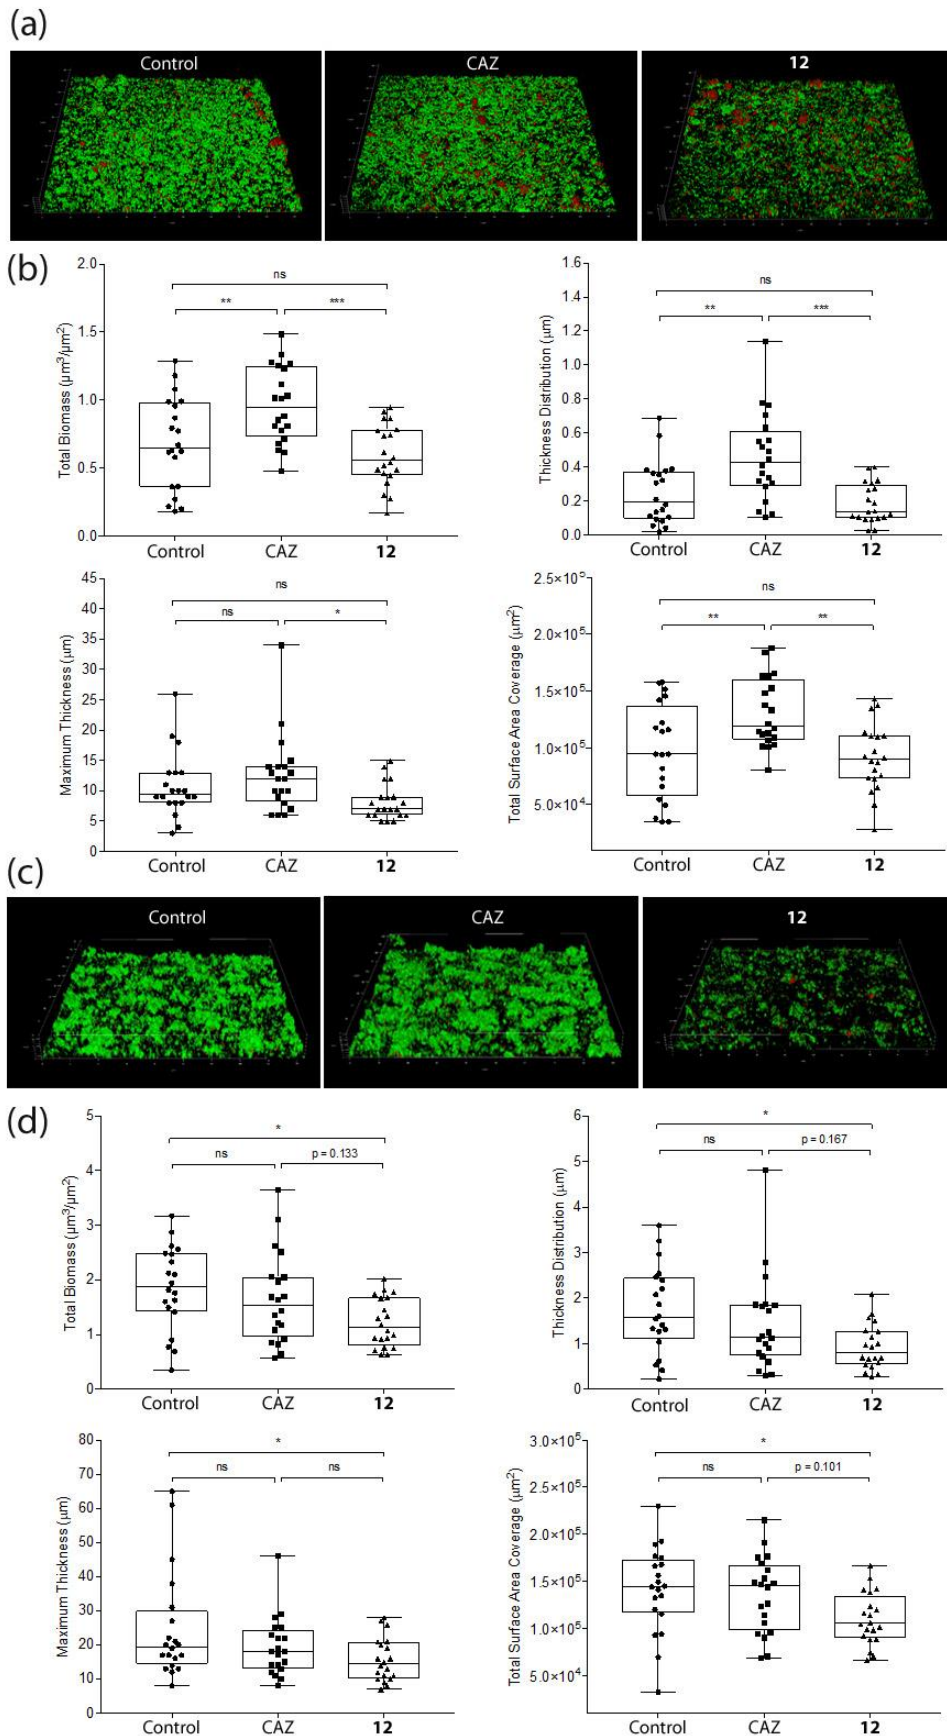 (a)
Control
CAZ
12
(b)
Total Biomass (µm³/µm²)
2.0
1.5
1.0
0.5
0.0
ns
** ***
Control CAZ 12
Thickness Distribution (µm)
1.6
1.4
1.2
1.0
0.8
0.6
0.4
0.2
0.0
ns
** ***
Control CAZ 12
Maximum Thickness (µm)
45
40
35
30
25
20
15
10
5
0
ns
ns *
Control CAZ 12
Total Surface Area Coverage (µm²)
2.5×10⁵
2.0×10⁵
1.5×10⁵
1.0×10⁵
5.0×10⁴
ns
** **
Control CAZ 12
(c)
Control
CAZ
12
(d)
Total Biomass (µm³/µm²)
5
4
3
2
1
0
*
ns p = 0.133
Control CAZ 12
Thickness Distribution (µm)
6
5
4
3
2
1
0
*
ns p = 0.167
Control CAZ 12
Maximum Thickness (µm)
80
70
60
50
40
30
20
10
0
*
ns ns
Control CAZ 12
Total Surface Area Coverage (µm²)
3.0×10⁵
2.5×10⁵
2.0×10⁵
1.5×10⁵
1.0×10⁵
5.0×10⁴
*
ns p = 0.101
Control CAZ 12